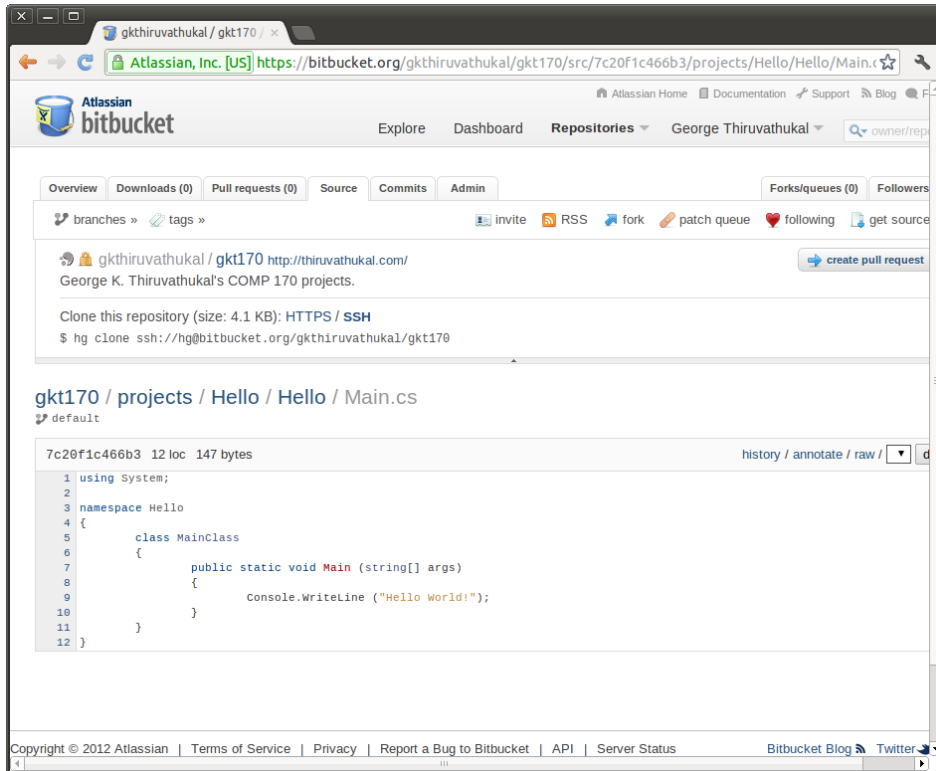 gkthiruvathukal / gkt170 /
Atlassian, Inc. [US] https://bitbucket.org/gkthiruvathukal/gkt170/src/7c20f1c466b3/projects/Hello/Hello/Main.c
Atlassian Home Documentation Support Blog F
Atlassian
bitbucket
Explore Dashboard Repositories George Thiruvathukal owner/repo
Overview Downloads (0) Pull requests (0) Source Commits Admin Forks/queues (0) Followers
branches » tags » invite RSS fork patch queue following get source
gkthiruvathukal / gkt170 http://thiruvathukal.com/ create pull request
George K. Thiruvathukal's COMP 170 projects.
Clone this repository (size: 4.1 KB): HTTPS / SSH
$ hg clone ssh://hg@bitbucket.org/gkthiruvathukal/gkt170
gkt170 / projects / Hello / Hello / Main.cs
default
7c20f1c466b3 12 loc 147 bytes history / annotate / raw / d
1 using System;
2
3 namespace Hello
4 {
5 class MainClass
6 {
7 public static void Main (string[] args)
8 {
9 Console.WriteLine ("Hello World!");
10 }
11 }
12 }
Copyright © 2012 Atlassian | Terms of Service | Privacy | Report a Bug to Bitbucket | API | Server Status Bitbucket Blog Twitter